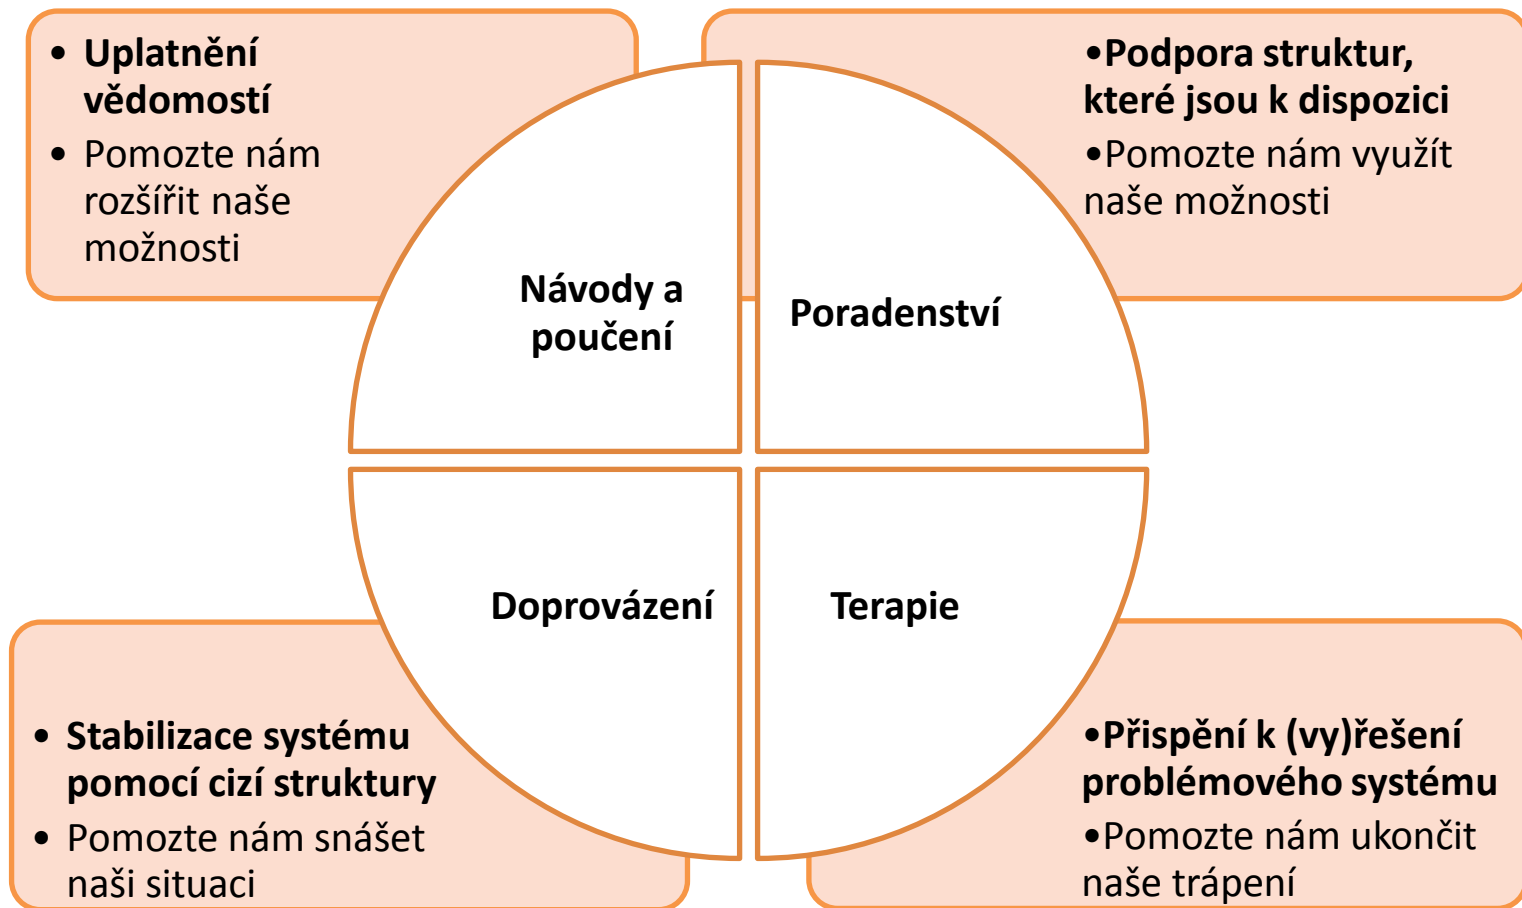 • Uplatnění
vědomostí
• Pomozte nám
rozšířit naše
možnosti
•Podpora struktur,
které jsou k dispozici
•Pomozte nám využít
naše možnosti
Návody a
poučení
Poradenství
Doprovázení
Terapie
• Stabilizace systému
pomocí cizí struktury
• Pomozte nám snášet
naši situaci
•Přispění k (vy)řešení
problémového systému
•Pomozte nám ukončit
naše trápení